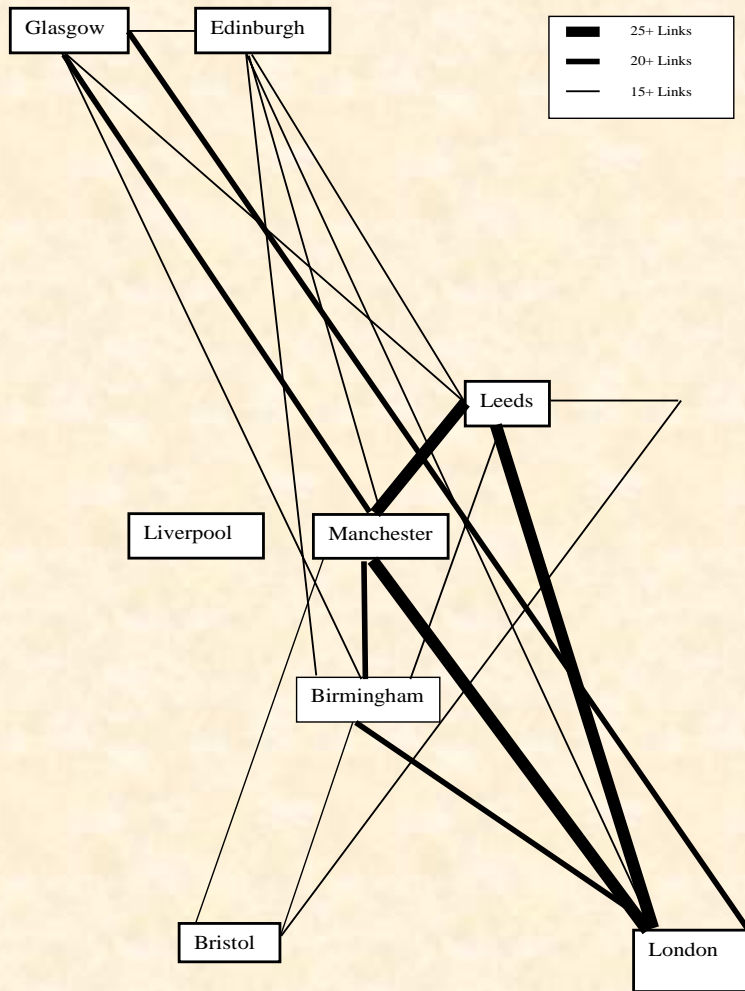 Glasgow
Edinburgh
25+ Links
20+ Links
15+ Links
Leeds
Liverpool
Manchester
Birmingham
Bristol
London